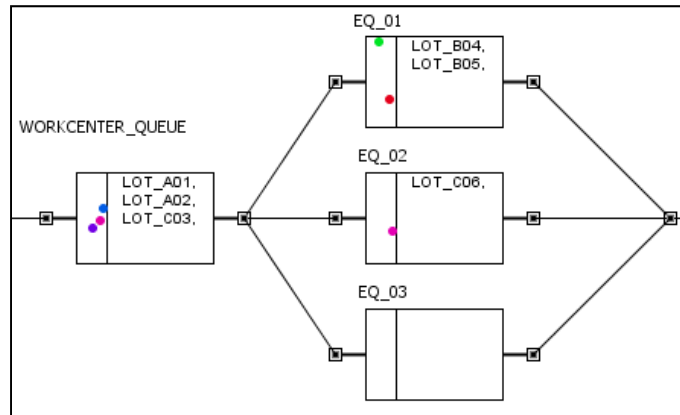 EQ_01
LOT_B04,
LOT_B05,
WORKCENTER_QUEUE
LOT_A01,
LOT_A02,
LOT_C03,
EQ_02
LOT_C06,
EQ_03